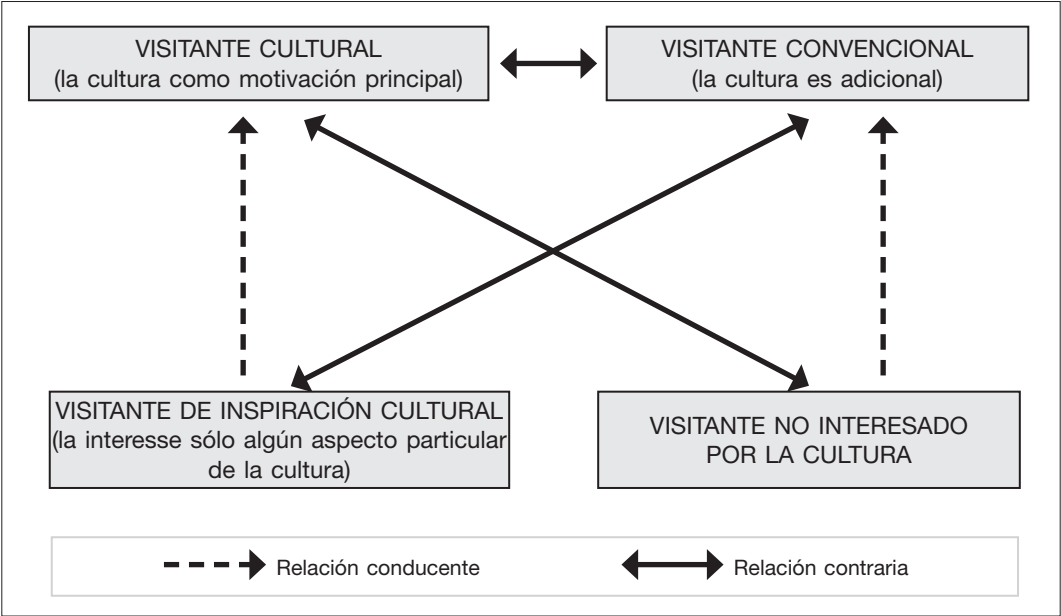 VISITANTE CULTURAL
(la cultura como motivación principal)
VISITANTE CONVENCIONAL
(la cultura es adicional)
VISITANTE DE INSPIRACIÓN CULTURAL
(la interesse sólo algún aspecto particular
de la cultura)
VISITANTE NO INTERESADO
POR LA CULTURA
Relación conducente
Relación contraria